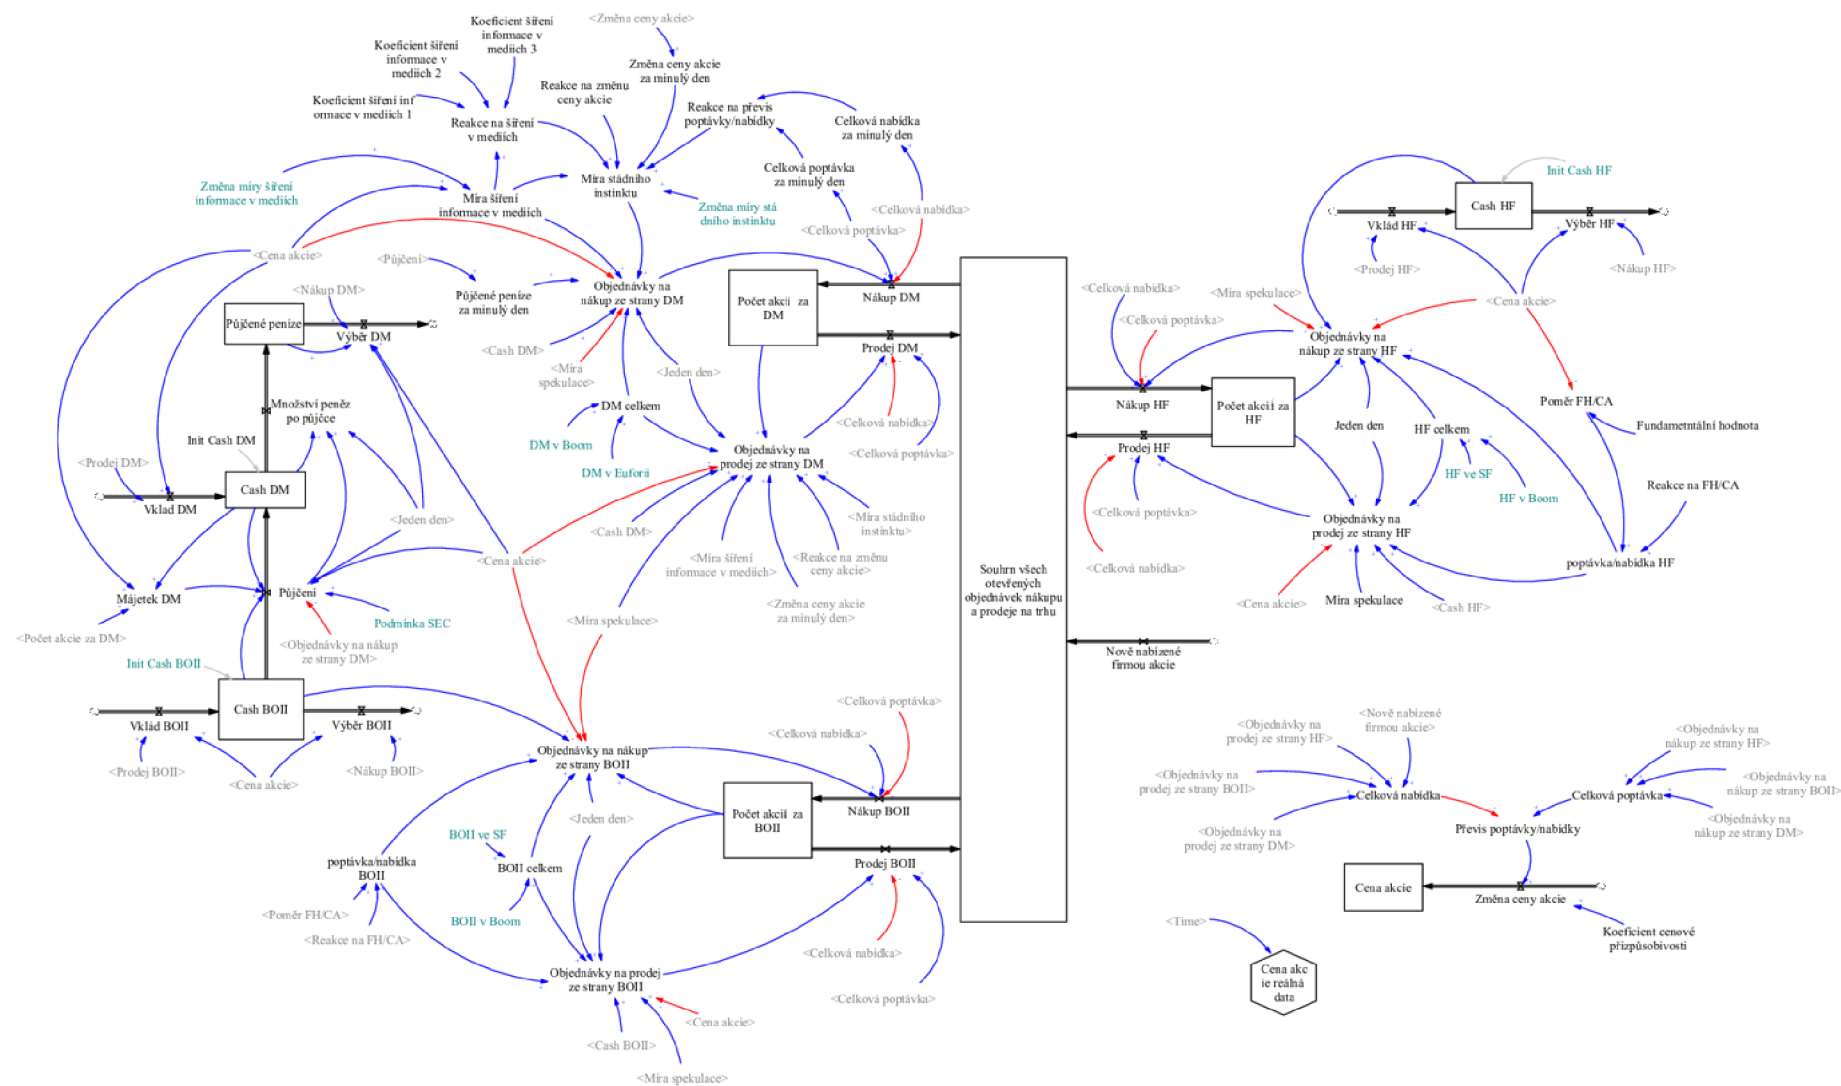 Koeficient šíření
informace v
mediích 3
<Změna ceny akcie>
Koeficient šíření
informace v
mediích 2
Změna ceny akcie
za minulý den
Reakce na změnu
ceny akcie
Koeficient šíření inf
ormace v mediích 1
Reakce na převis
poptávky/nabídky
Celková nabídka
za minulý den
Reakce na šíření
v mediích
Celková poptávka
za minulý den
Míra stádního
instinktu
Změna míry šíření
informace v mediích
Míra šíření
informace v mediích
Změna míry stá
dního instinktu
<Celková nabídka>
<Celková poptávka>
<Cena akcie>
<Půjčení>
<Nákup DM>
Půjčené peníze
za minulý den
Objednávky na
nákup ze strany DM
Počet akcií za
DM
Nákup DM
Půjčené peníze
Výběr DM
Prodej DM
<Cash DM>
<Míra
spekulace>
<Jeden den>
Množství peněz
po půjčce
DM celkem
<Celková nabídka>
Init Cash DM
DM v Boom
<Celková poptávka>
<Prodej DM>
DM v Euforii
Objednávky na
prodej ze strany DM
Cash DM
Vklad DM
<Jeden den>
<Cash DM>
<Míra stádního
instinktu>
<Cena akcie>
<Míra šíření
informace v mediích>
<Reakce na změnu
ceny akcie>
Májetek DM
Půjčení
<Změna ceny akcie
za minulý den>
Podmínka SEC
<Míra spekulace>
<Počet akcie za DM>
<Objednávky na nákup
ze strany DM>
Init Cash BOII
Cash BOII
Vklád BOII
Výběr BOII
<Prodej BOII>
<Cena akcie>
<Nákup BOII>
Objednávky na nákup
ze strany BOII
<Celková poptávka>
<Celková nabídka>
Počet akcií za
BOII
Nákup BOII
<Jeden den>
BOII ve SF
poptávka/nabídka
BOII
BOII celkem
Prodej BOII
<Poměr FH/CA>
BOII v Boom
<Reakce na FH/CA>
<Celková nabídka>
Objednávky na prodej
ze strany BOII
<Celková poptávka>
<Cena akcie>
<Cash BOII>
<Míra spekulace>
Souhrn všech
otevřených
objednávek nákupu
a prodeje na trhu
Init Cash HF
Cash HF
Vklád HF
Výběr HF
<Prodej HF>
<Nákup HF>
<Celková nabídka>
<Míra spekulace>
<Cena akcie>
<Celková poptávka>
Objednávky na
nákup ze strany HF
Nákup HF
Počet akcií za
HF
Poměr FH/CA
Jeden den
HF celkem
Fundametntální hodnota
Prodej HF
HF ve SF
HF v Boom
Reakce na FH/CA
<Celková poptávka>
Objednávky na
prodej ze strany HF
<Celková nabídka>
poptávka/nabídka HF
<Cena akcie>
Míra spekulace
<Cash HF>
Nově nabízené
firmou akcie
<Objednávky na
prodej ze strany HF>
<Nově nabízené
firmou akcie>
<Objednávky na
nákup ze strany HF>
<Objednávky na
prodej ze strany BOII>
<Objednávky na
nákup ze strany BOII>
Celková nabídka
Celková poptávka
<Objednávky na
prodej ze strany DM>
Převis poptávky/nabídky
<Objednávky na
nákup ze strany DM>
Cena akcie
Změna ceny akcie
<Time>
Koeficient cenové
přizpůsobivosti
Cena akc
ie reálná
data